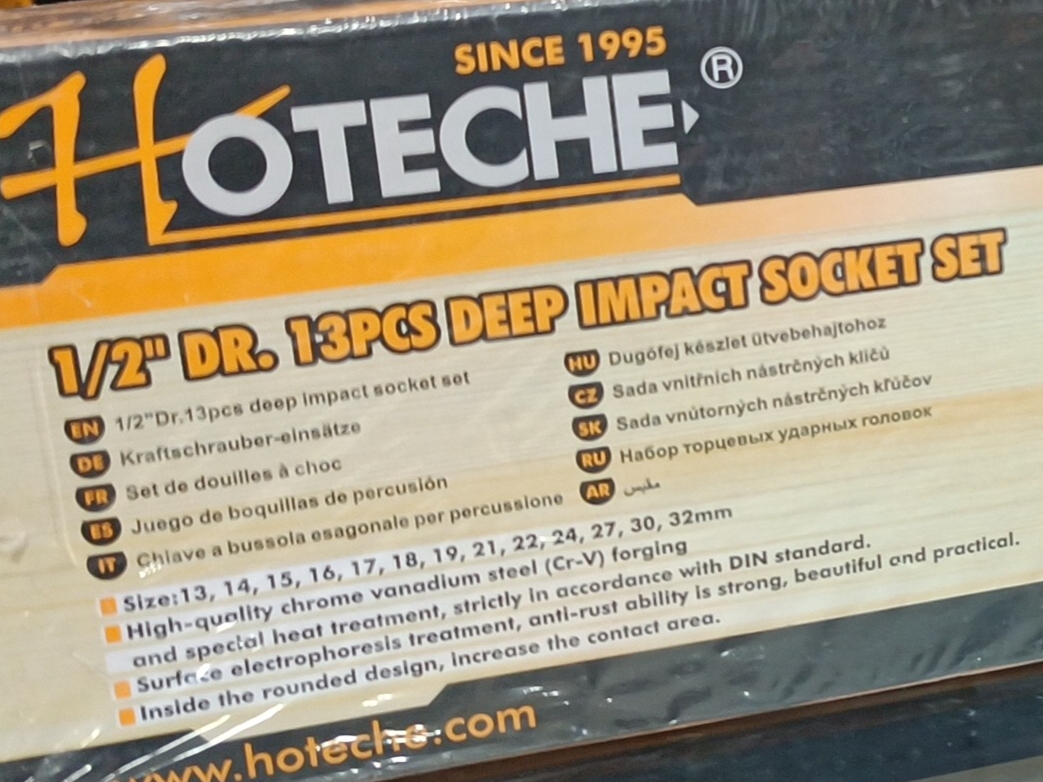 SINCE 1995
HOTECHE®
1/2" DR. 13PCS DEEP IMPACT SOCKET SET
EN 1/2"Dr.13pcs deep impact socket set
DE Kraftschrauber-einsätze
FR Set de douilles à choc
ES Juego de boquillas de percusión
IT Chiave a bussola esagonale per percussione
HU Dugófej készlet ütvebehajtohoz
CZ Sada vnitřních nástrčných klíčů
SK Sada vnútorných nástrčných kľúčov
RU Набор торцевых ударных головок
AR مقبس
Size:13, 14, 15, 16, 17, 18, 19, 21, 22, 24, 27, 30, 32mm
High-quality chrome vanadium steel (Cr-V) forging
and special heat treatment, strictly in accordance with DIN standard.
Surface electrophoresis treatment, anti-rust ability is strong, beautiful and practical.
Inside the rounded design, increase the contact area.
www.hoteche.com